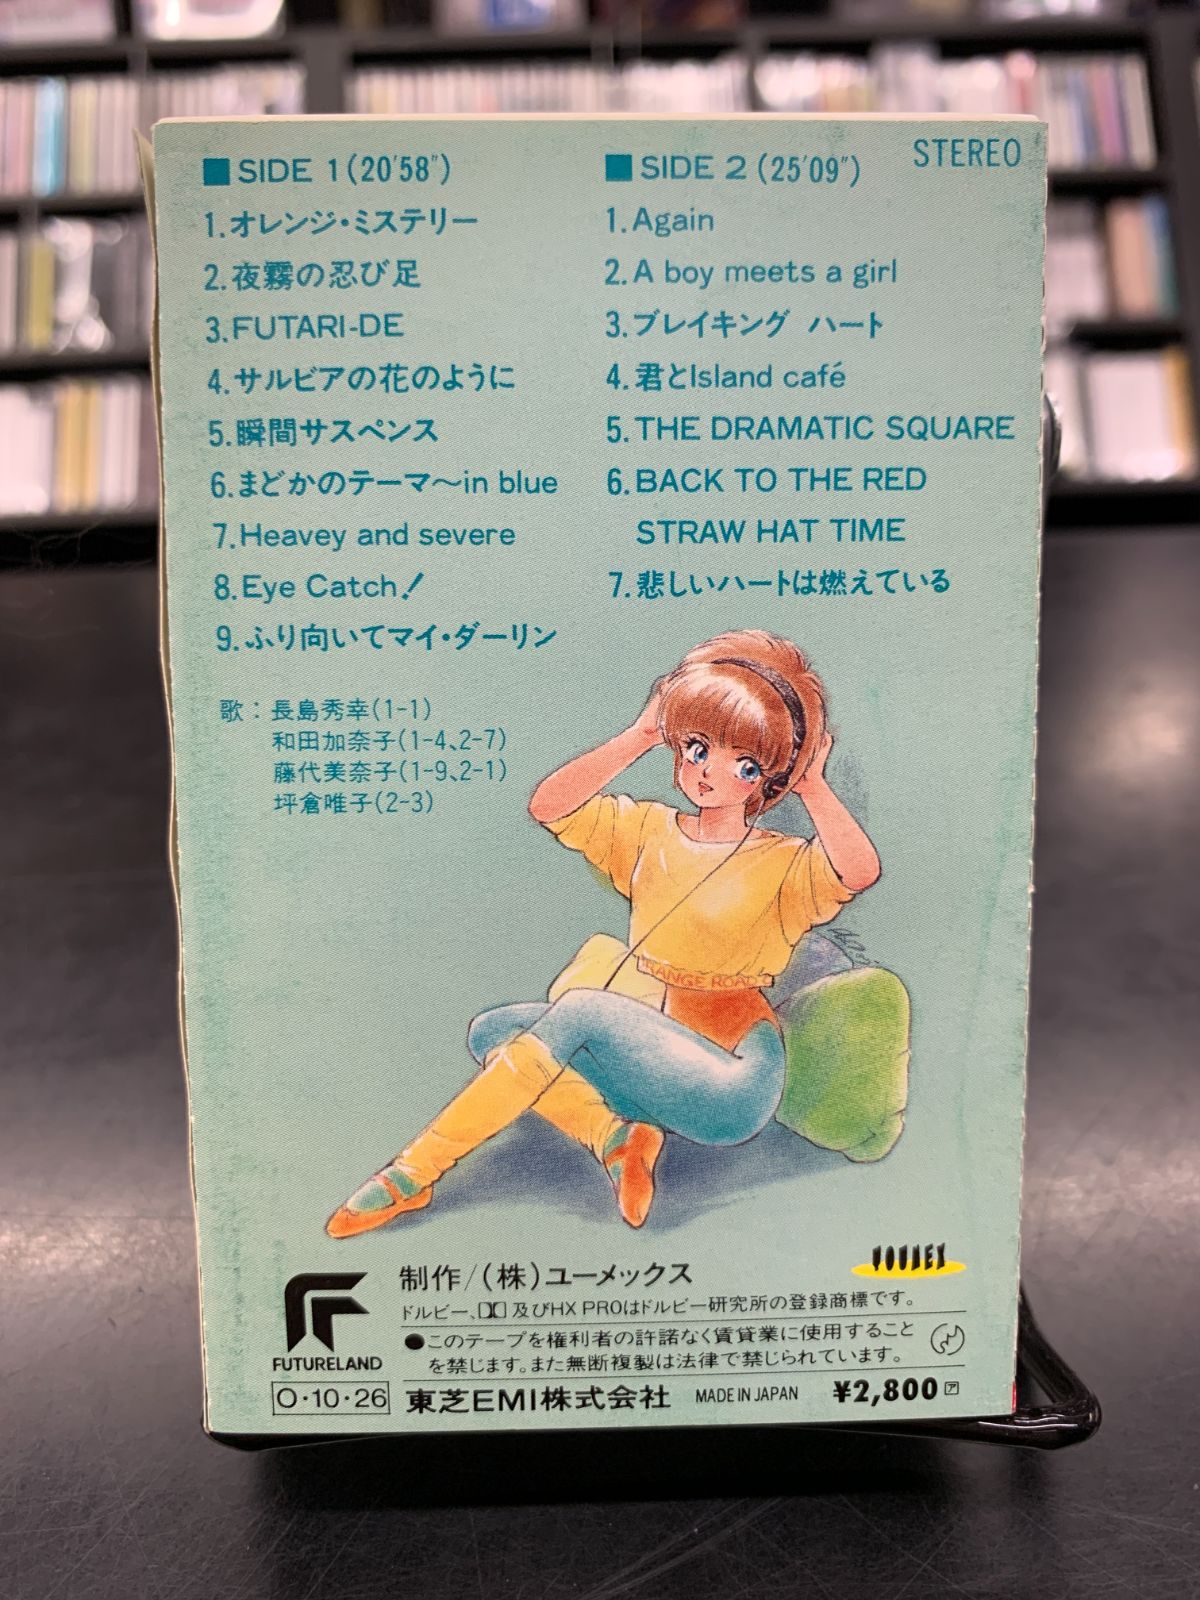 STEREO
■SIDE 1 (20'58")
1.オレンジ・ミステリー
2.夜霧の忍び足
3.FUTARI-DE
4.サルビアの花のように
5.瞬間サスペンス
6.まどかのテーマ〜in blue
7.Heavey and severe
8.Eye Catch!
9.ふり向いてマイ・ダーリン
■SIDE 2 (25'09")
1.Again
2.A boy meets a girl
3.ブレイキング ハート
4.君とIsland café
5.THE DRAMATIC SQUARE
6.BACK TO THE RED
STRAW HAT TIME
7.悲しいハートは燃えている
歌：長島秀幸(1-1)
和田加奈子(1-4、2-7)
藤代美奈子(1-9、2-1)
坪倉唯子(2-3)
RANGE ROAD
制作/(株)ユーメックス
YOUMEX
ドルビー、及びHX PROはドルビー研究所の登録商標です。
●このテープを権利者の許諾なく賃貸業に使用すること
を禁じます。また無断複製は法律で禁じられています。
FUTURELAND
O・10・26
東芝EMI株式会社 MADE IN JAPAN ¥2,800 ア